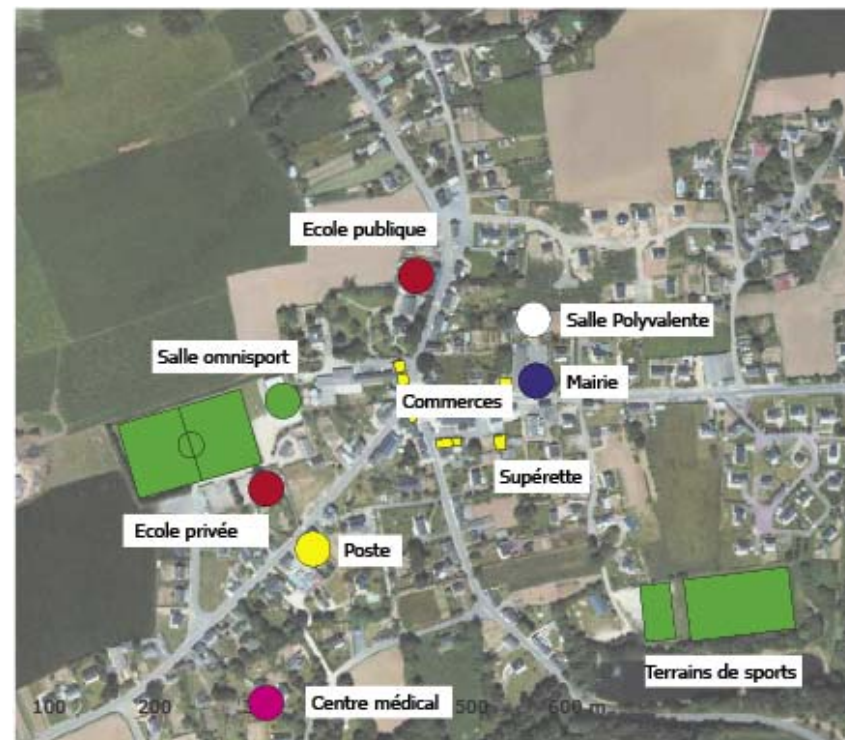 Ecole publique
Salle Polyvalente
Salle omnisport
Mairie
Commerces
Supérette
Ecole privée
Poste
Terrains de sports
Centre médical
100 200 500 600 m